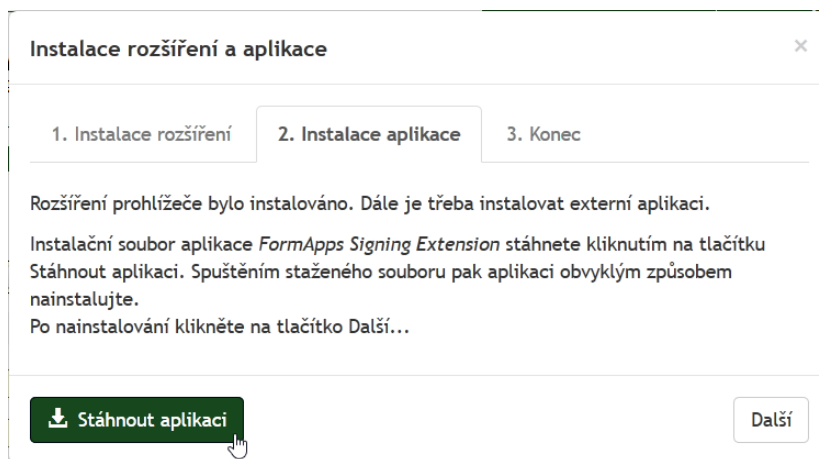 Instalace rozšíření a aplikace
×
1. Instalace rozšíření
2. Instalace aplikace
3. Konec
Rozšíření prohlížeče bylo instalováno. Dále je třeba instalovat externí aplikaci.
Instalační soubor aplikace FormApps Signing Extension stáhnete kliknutím na tlačítku
Stáhnout aplikaci. Spuštěním staženého souboru pak aplikaci obvyklým způsobem
nainstalujte.
Po nainstalování klikněte na tlačítko Další...
Stáhnout aplikaci
Další